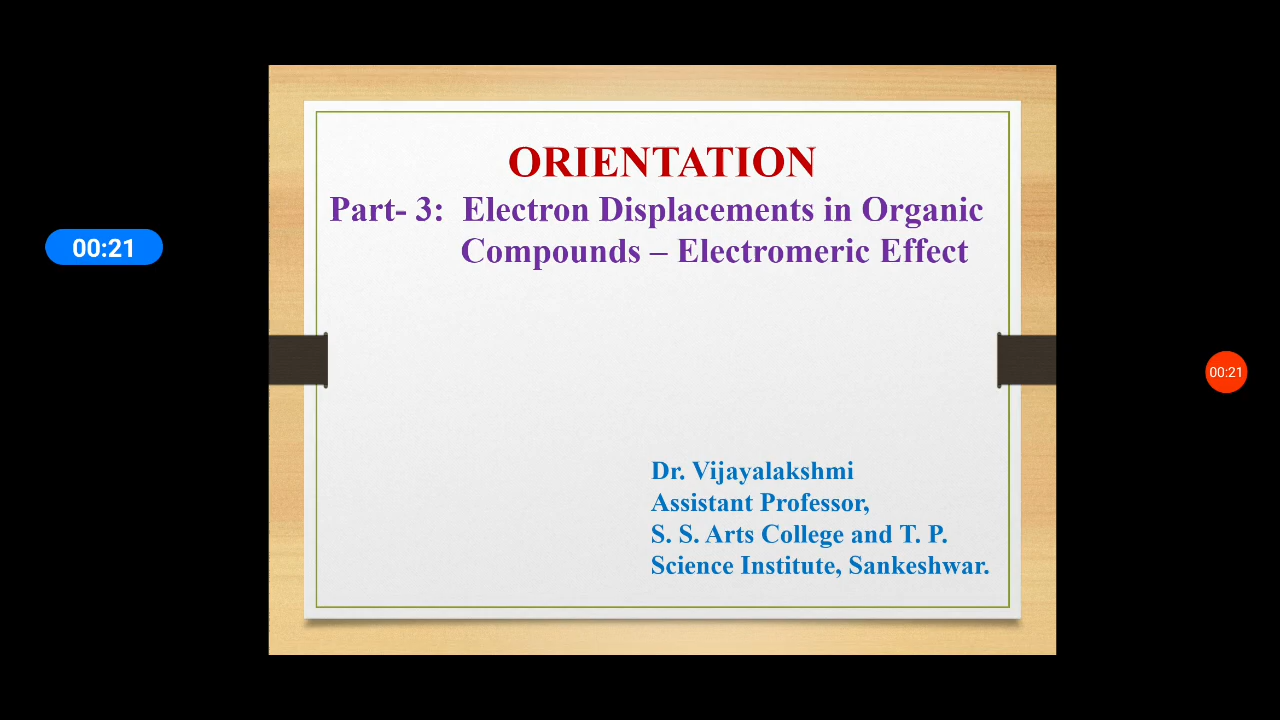 ORIENTATION
Part- 3: Electron Displacements in Organic
Compounds – Electromeric Effect
00:21
00:21
Dr. Vijayalakshmi
Assistant Professor,
S. S. Arts College and T. P.
Science Institute, Sankeshwar.